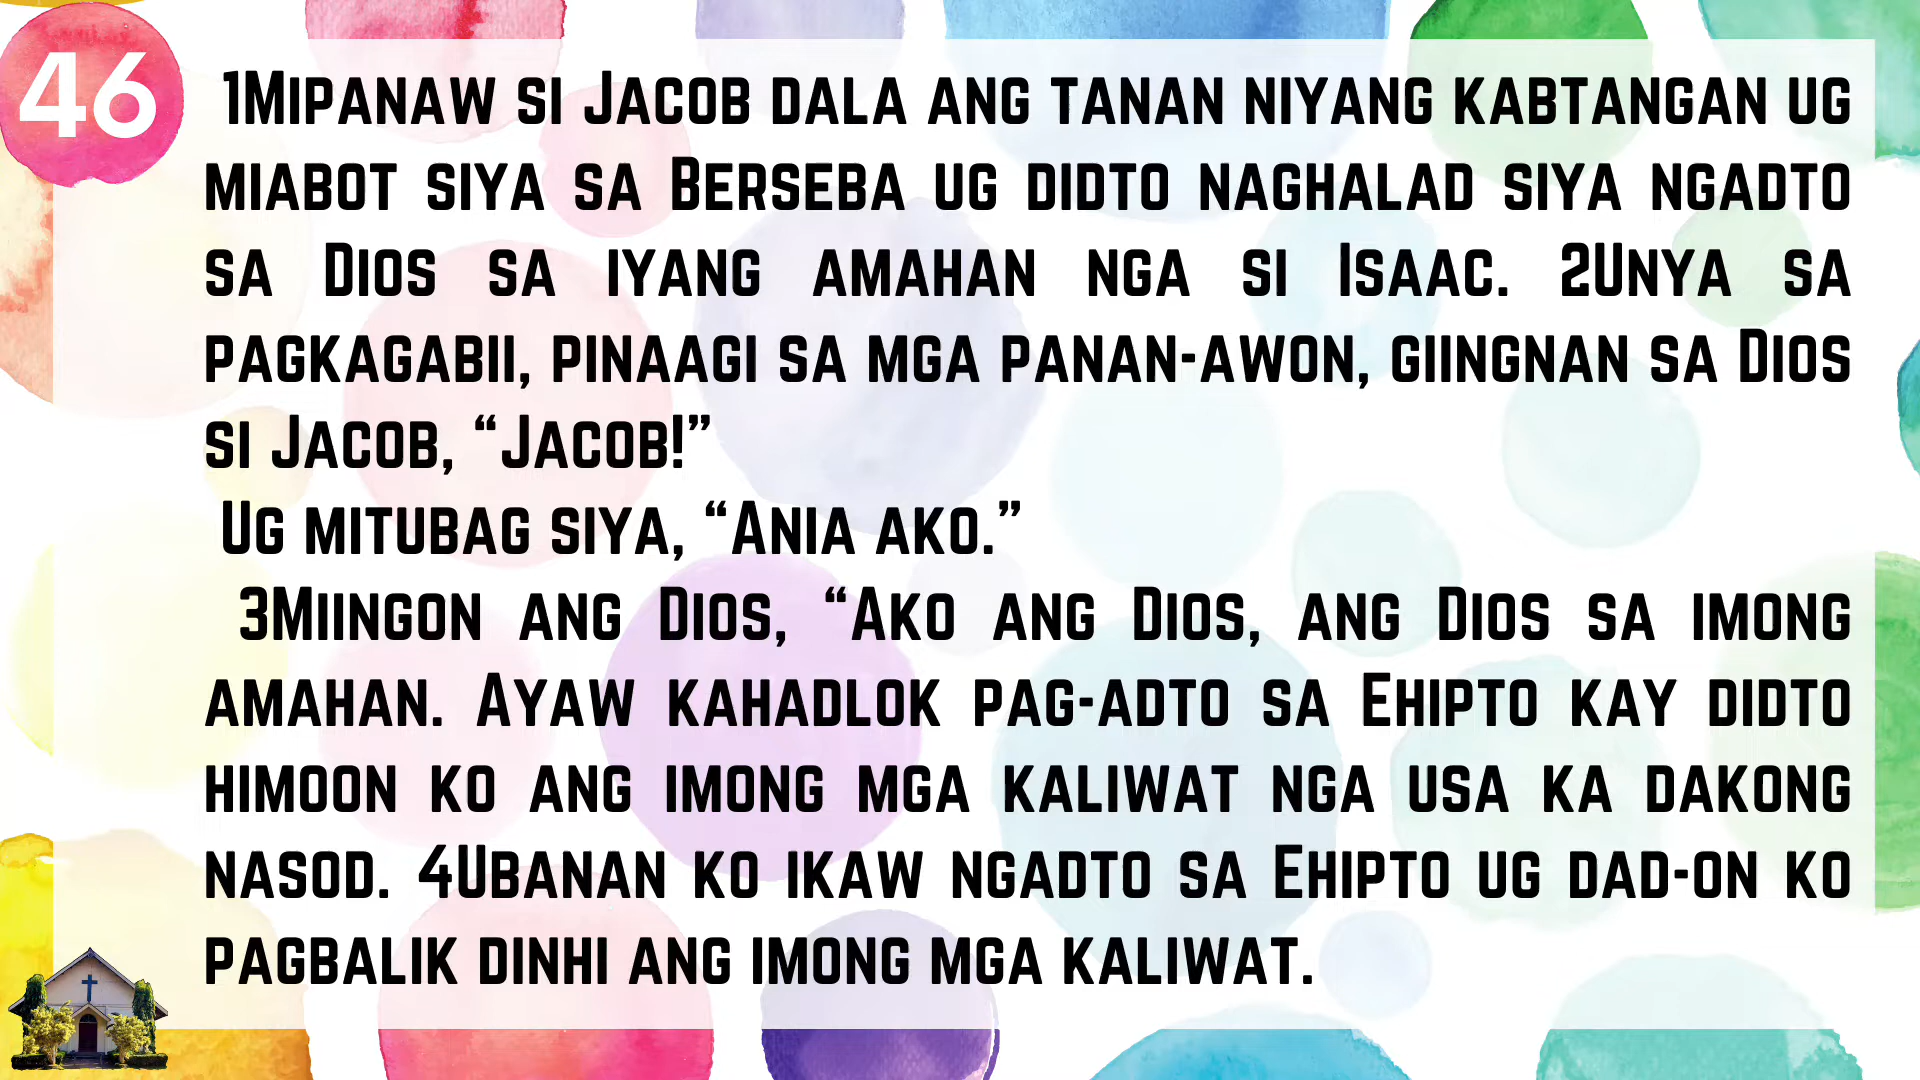 46
1Mipanaw si Jacob dala ang tanan niyang kabtangan ug
miabot siya sa Berseba ug didto naghalad siya ngadto
sa Dios sa iyang amahan nga si Isaac. 2Unya sa
pagkagabii, pinaagi sa mga panan-awon, giingnan sa Dios
si Jacob, “Jacob!”
Ug mitubag siya, “Ania ako.”
3Miingon ang Dios, “Ako ang Dios, ang Dios sa imong
amahan. Ayaw kahadlok pag-adto sa Ehipto kay didto
himoon ko ang imong mga kaliwat nga usa ka dakong
nasod. 4Ubanan ko ikaw ngadto sa Ehipto ug dad-on ko
pagbalik dinhi ang imong mga kaliwat.